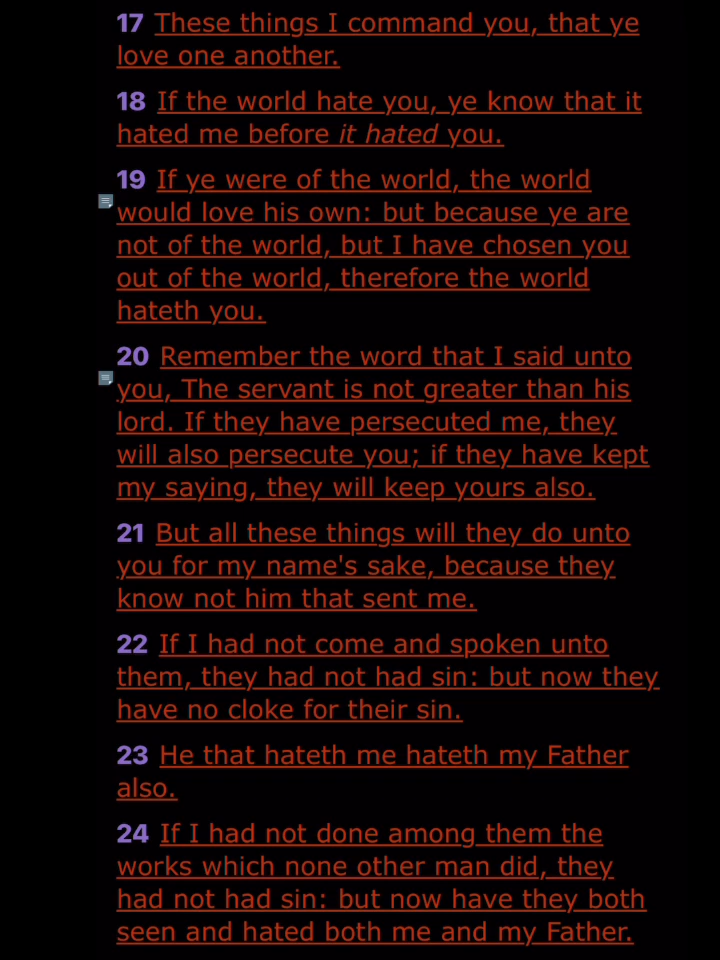 17 These things I command you, that ye
love one another.
18 If the world hate you, ye know that it
hated me before it hated you.
19 If ye were of the world, the world
would love his own: but because ye are
not of the world, but I have chosen you
out of the world, therefore the world
hateth you.
20 Remember the word that I said unto
you, The servant is not greater than his
lord. If they have persecuted me, they
will also persecute you; if they have kept
my saying, they will keep yours also.
21 But all these things will they do unto
you for my name's sake, because they
know not him that sent me.
22 If I had not come and spoken unto
them, they had not had sin: but now they
have no cloke for their sin.
23 He that hateth me hateth my Father
also.
24 If I had not done among them the
works which none other man did, they
had not had sin: but now have they both
seen and hated both me and my Father.